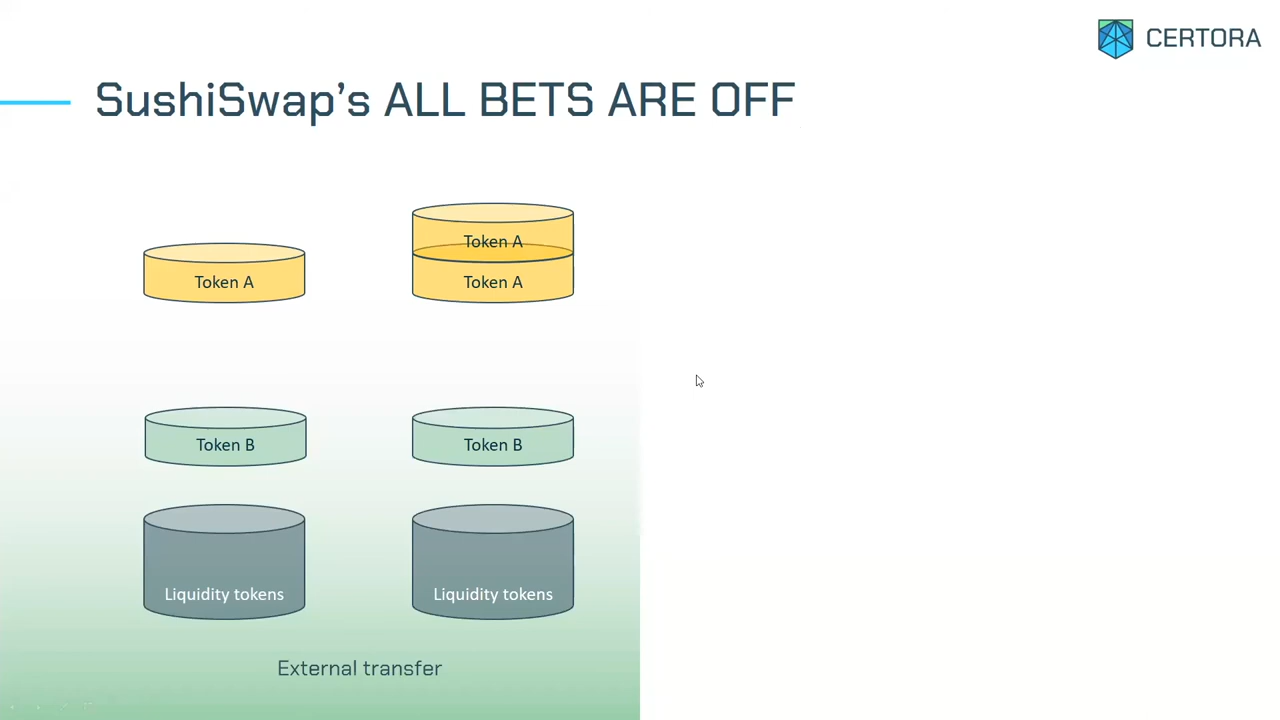 CERTORA
SushiSwap’s ALL BETS ARE OFF
Token A
Token A
Token A
Token B
Token B
Liquidity tokens
Liquidity tokens
External transfer